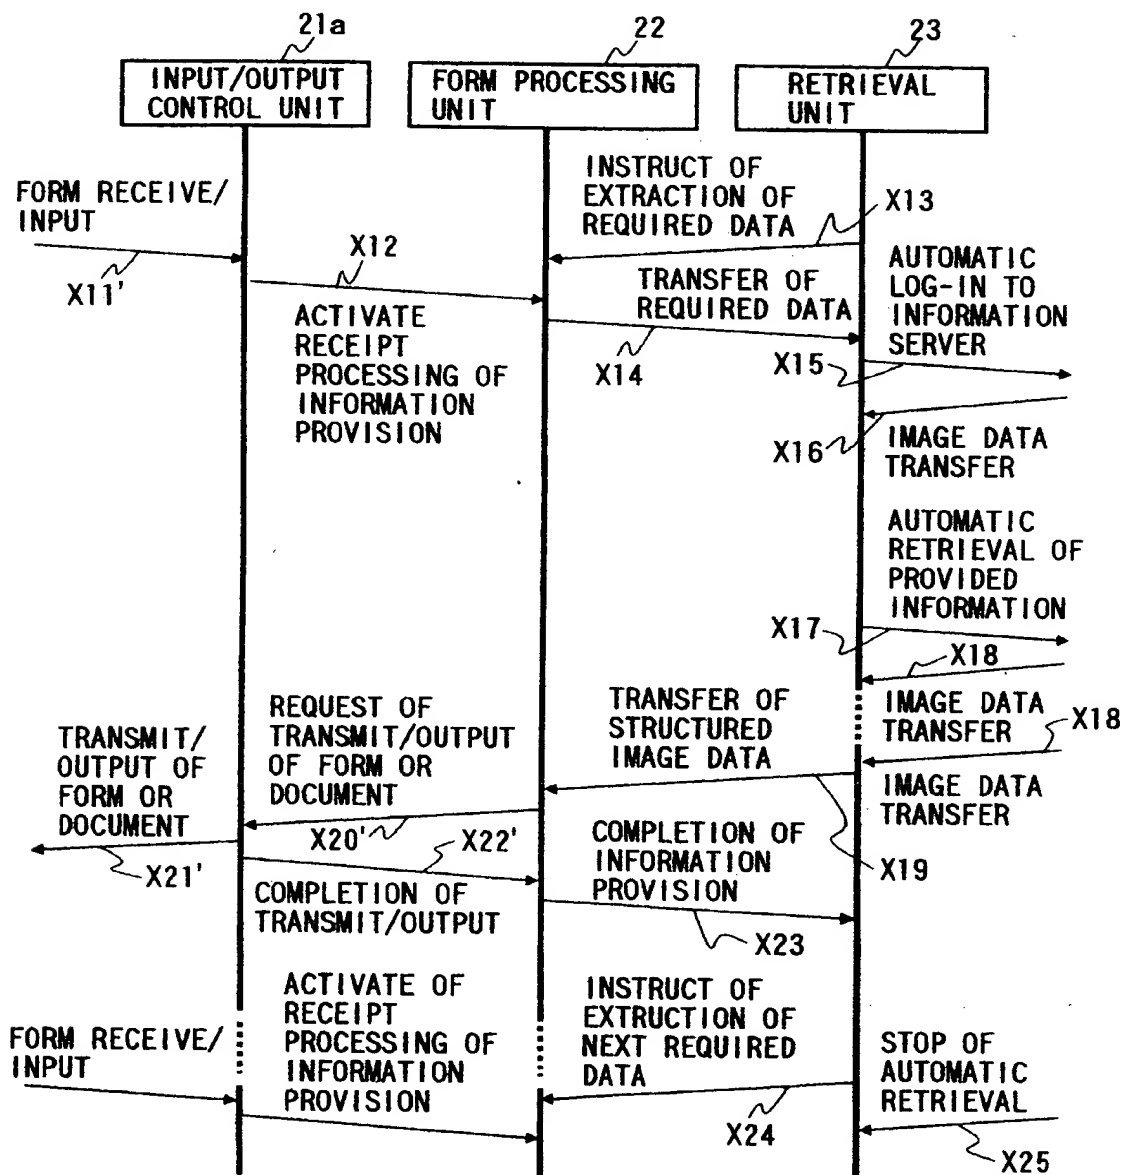 21a
22
23
INPUT/OUTPUT
CONTROL UNIT
FORM PROCESSING
UNIT
RETRIEVAL
UNIT
FORM RECEIVE/
INPUT
X11'
X12
INSTRUCT OF
EXTRACTION OF
REQUIRED DATA
X13
ACTIVATE
RECEIPT
PROCESSING OF
INFORMATION
PROVISION
TRANSFER OF
REQUIRED DATA
X14
AUTOMATIC
LOG-IN TO
INFORMATION
SERVER
X15
X16
IMAGE DATA
TRANSFER
AUTOMATIC
RETRIEVAL OF
PROVIDED
INFORMATION
X17
X18
IMAGE DATA
TRANSFER
X18
IMAGE DATA
TRANSFER
TRANSFER OF
STRUCTURED
IMAGE DATA
X19
REQUEST OF
TRANSMIT/OUTPUT
OF FORM OR
DOCUMENT
X20'
TRANSMIT/
OUTPUT OF
FORM OR
DOCUMENT
X21'
X22'
COMPLETION OF
TRANSMIT/OUTPUT
COMPLETION OF
INFORMATION
PROVISION
X23
FORM RECEIVE/
INPUT
ACTIVATE OF
RECEIPT
PROCESSING OF
INFORMATION
PROVISION
INSTRUCT OF
EXTRUCTION OF
NEXT REQUIRED
DATA
X24
STOP OF
AUTOMATIC
RETRIEVAL
X25